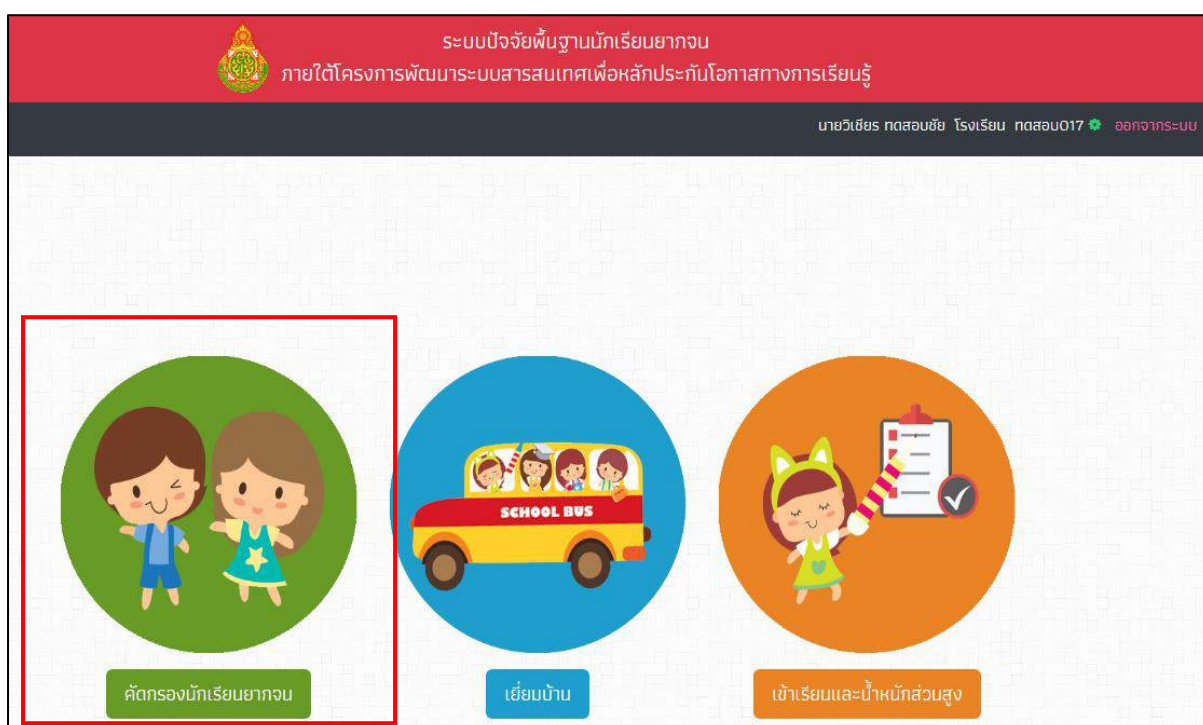 ระบบปัจจัยพื้นฐานนักเรียนยากจน
ภายใต้โครงการพัฒนาระบบสารสนเทศเพื่อหลักประกันโอกาสทางการเรียนรู้
นายวิเชียร ทดสอบชัย โรงเรียน ทดสอบ017 ออกจากระบบ
SCHOOL BUS
คัดกรองนักเรียนยากจน
เยี่ยมบ้าน
เข้าเรียนและน้ำหนักส่วนสูง